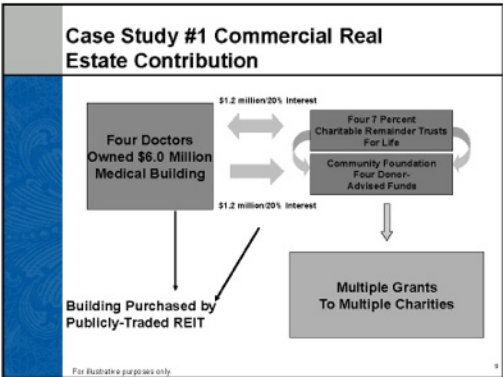 Case Study #1 Commercial Real
Estate Contribution
$1.2 million/20% Interest
Four Doctors
Owned $6.0 Million
Medical Building
Four 7 Percent
Charitable Remainder Trusts
For Life
Community Foundation
Four Donor-
Advised Funds
$1.2 million/20% Interest
Building Purchased by
Publicly-Traded REIT
Multiple Grants
To Multiple Charities
For illustrative purposes only.
9